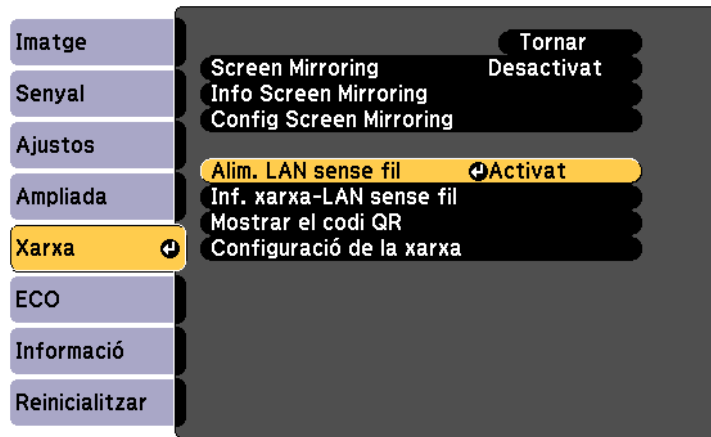 Imatge
Senyal
Ajustos
Ampliada
Xarxa
ECO
Informació
Reinicialitzar
Tornar
Screen Mirroring Desactivat
Info Screen Mirroring
Config Screen Mirroring
Alim. LAN sense fil Activat
Inf. xarxa-LAN sense fil
Mostrar el codi QR
Configuració de la xarxa